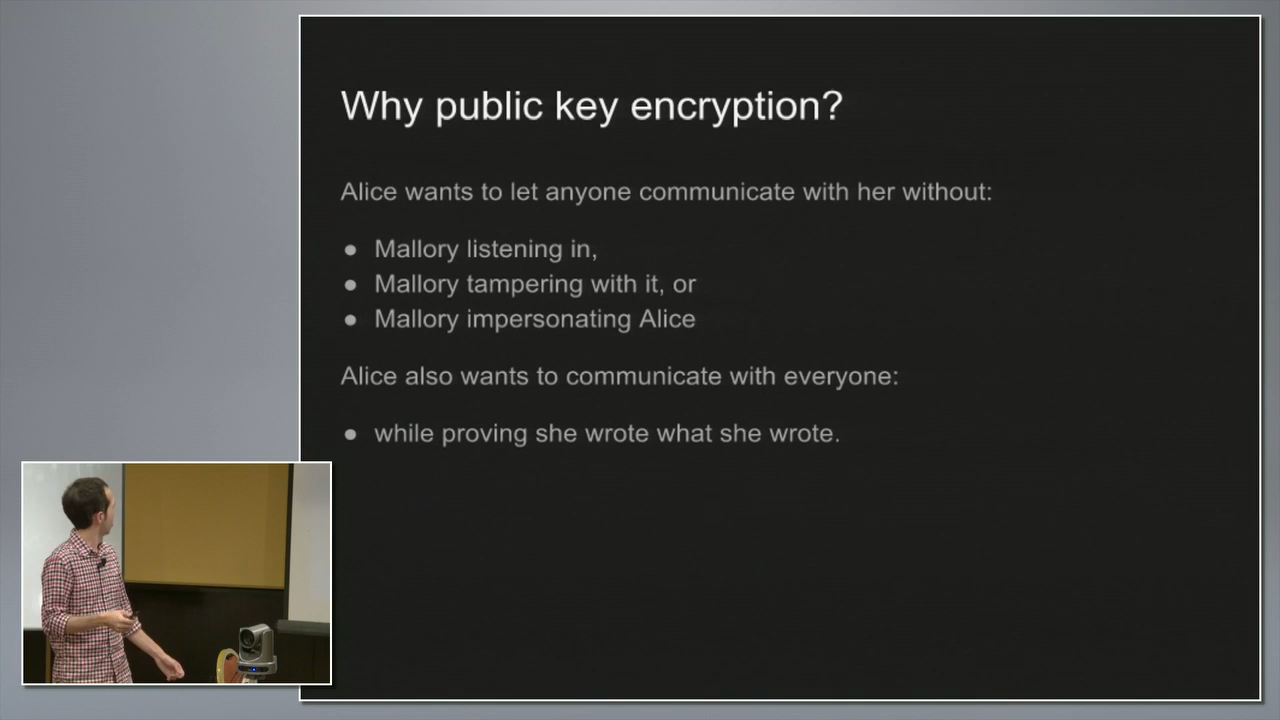 Why public key encryption?
Alice wants to let anyone communicate with her without:
● Mallory listening in,
● Mallory tampering with it, or
● Mallory impersonating Alice
Alice also wants to communicate with everyone:
● while proving she wrote what she wrote.